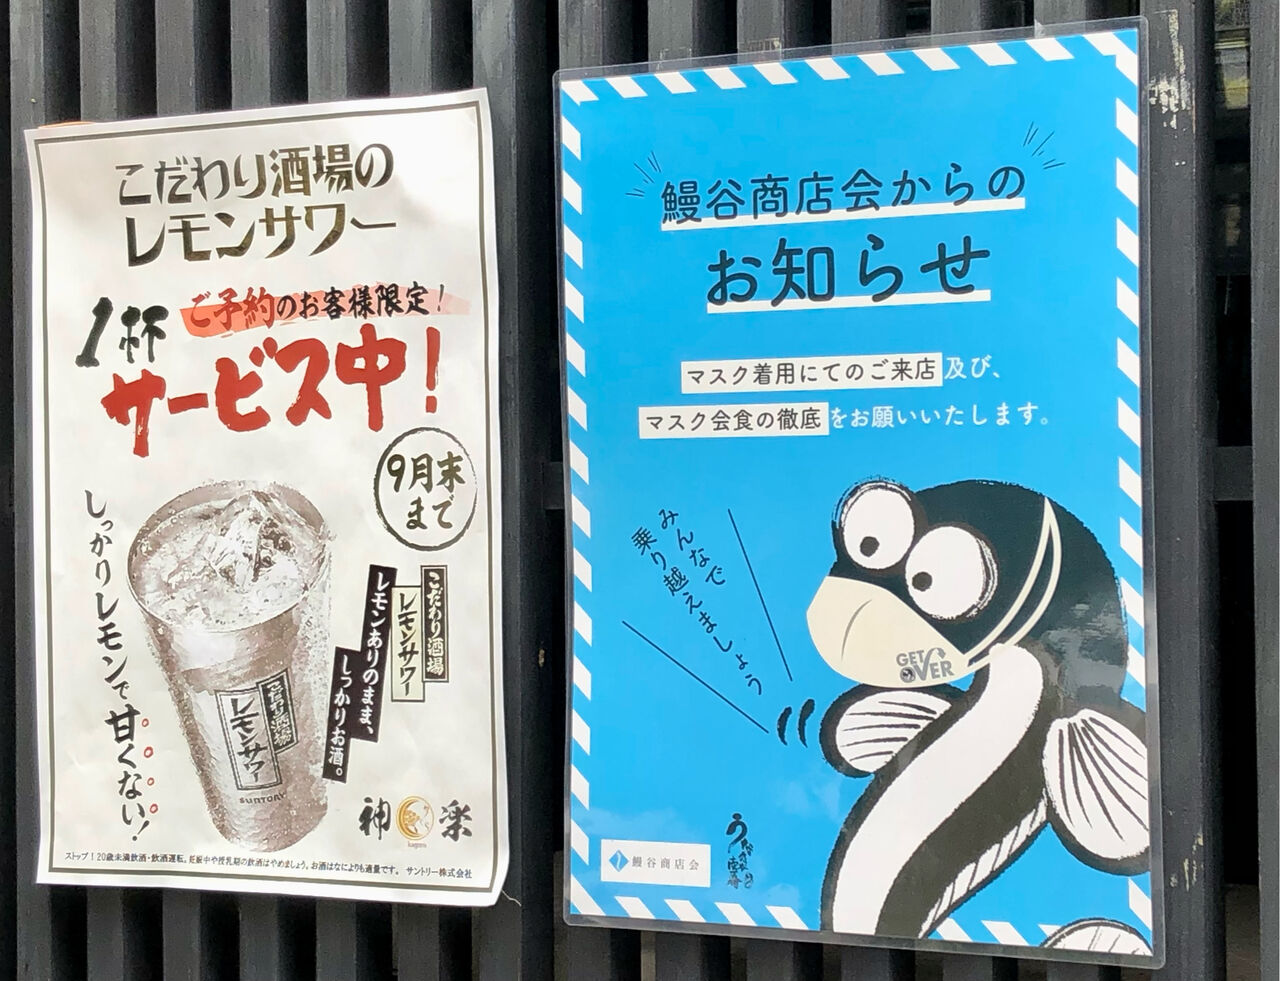 こだわり酒場の
レモンサワー
ご予約のお客様限定!
1杯
サービス中!
9月末
まで
しっかりレモンで甘くない!
こだわり酒場
レモンサワー
レモンありのまま、
しっかりお酒。
こだわり酒場
レモンサワー
SUNTORY
神楽
kagura
ストップ!20歳未満飲酒・飲酒運転。妊娠中や授乳期の飲酒はやめましょう。お酒はなによりも適量です。 サントリー株式会社
鰻谷商店会からの
お知らせ
マスク着用にてのご来店及び、
マスク会食の徹底をお願いいたします。
みんなで
乗り越えましょう
GET
OVER
鰻谷商店会